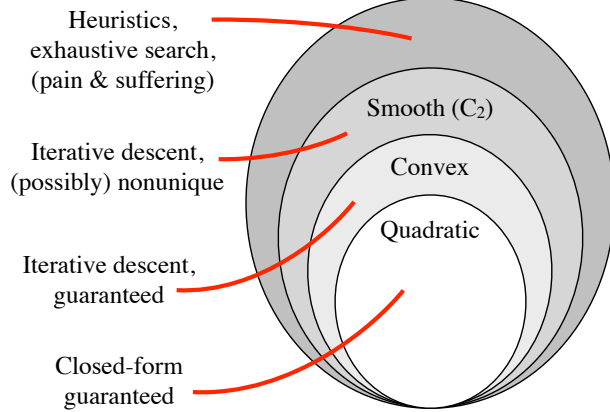 Heuristics,
exhaustive search,
(pain & suffering)
Smooth (C₂)
Iterative descent,
(possibly) nonunique
Convex
Quadratic
Iterative descent,
guaranteed
Closed-form
guaranteed